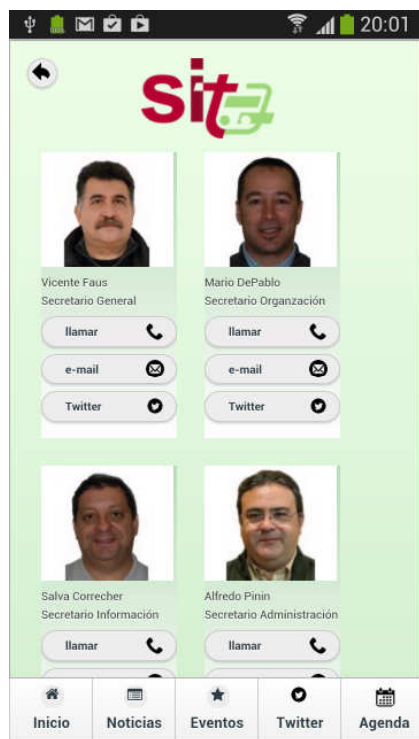 20:01
sit
Vicente Faus
Secretario General
llamar
e-mail
Twitter
Mario DePablo
Secretario Organzación
llamar
e-mail
Twitter
Salva Correcher
Secretario Información
llamar
Alfredo Pinin
Secretario Administración
llamar
Inicio
Noticias
Eventos
Twitter
Agenda